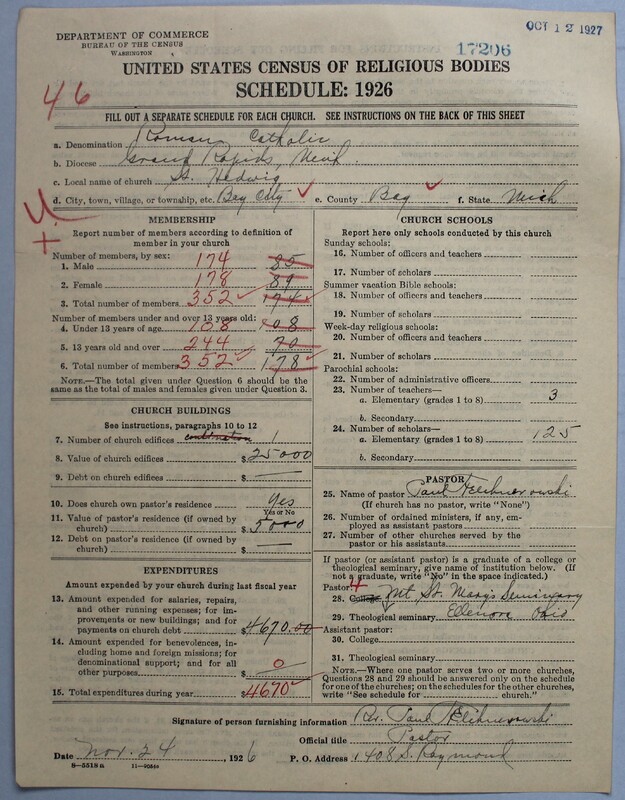 OCT 12 1927
DEPARTMENT OF COMMERCE
BUREAU OF THE CENSUS
WASHINGTON
17206
UNITED STATES CENSUS OF RELIGIOUS BODIES
SCHEDULE: 1926
46
FILL OUT A SEPARATE SCHEDULE FOR EACH CHURCH. SEE INSTRUCTIONS ON THE BACK OF THIS SHEET
a. Denomination Roman Catholic
b. Diocese Grand Rapids, Mich.
c. Local name of church St. Hedwig
d. City, town, village, or township, etc. Bay City e. County Bay f. State Mich
MEMBERSHIP
Report number of members according to definition of
member in your church
Number of members, by sex:
1. Male 174 85
2. Female 178 89
3. Total number of members 352 174
Number of members under and over 13 years old:
4. Under 13 years of age 108 08
5. 13 years old and over 244 70
6. Total number of members 352 178
NOTE.—The total given under Question 6 should be the
same as the total of males and females given under Question 3.
CHURCH BUILDINGS
See instructions, paragraphs 10 to 12
7. Number of church edifices combination 1
8. Value of church edifices $25000
9. Debt on church edifices $
10. Does church own pastor's residence Yes
Yes or No
11. Value of pastor's residence (if owned by
church) $5000
12. Debt on pastor's residence (if owned by
church) $
EXPENDITURES
Amount expended by your church during last fiscal year
13. Amount expended for salaries, repairs,
and other running expenses; for im-
provements or new buildings; and for
payments on church debt $4670.00
14. Amount expended for benevolences, in-
cluding home and foreign missions; for
denominational support; and for all
other purposes $ 0
15. Total expenditures during year $4670
CHURCH SCHOOLS
Report here only schools conducted by this church
Sunday schools:
16. Number of officers and teachers
17. Number of scholars
Summer vacation Bible schools:
18. Number of officers and teachers
19. Number of scholars
Week-day religious schools:
20. Number of officers and teachers
21. Number of scholars
Parochial schools:
22. Number of administrative officers
23. Number of teachers—
a. Elementary (grades 1 to 8) 3
b. Secondary
24. Number of scholars—
a. Elementary (grades 1 to 8) 125
b. Secondary
PASTOR
25. Name of pastor Paul
(If church has no pastor, write "None")
26. Number of ordained ministers, if any, em-
ployed as assistant pastors
27. Number of other churches served by the
pastor or his assistants
If pastor (or assistant pastor) is a graduate of a college or
theological seminary, give name of institution below. (If
not a graduate, write "No" in the space indicated.)
Pastor: 4
28. College Mt. St. Mary's Seminary
29. Theological seminary Ohio
Assistant pastor:
30. College
31. Theological seminary
NOTE.—Where one pastor serves two or more churches,
Questions 28 and 29 should be answered only on the schedule
for one of the churches; on the schedules for the other churches,
write "See schedule for church."
Signature of person furnishing information Rev. Paul
Official title Pastor
Date Nov. 24, 1926 P. O. Address 1408 S. Raymond
8—5518a 11—9054a